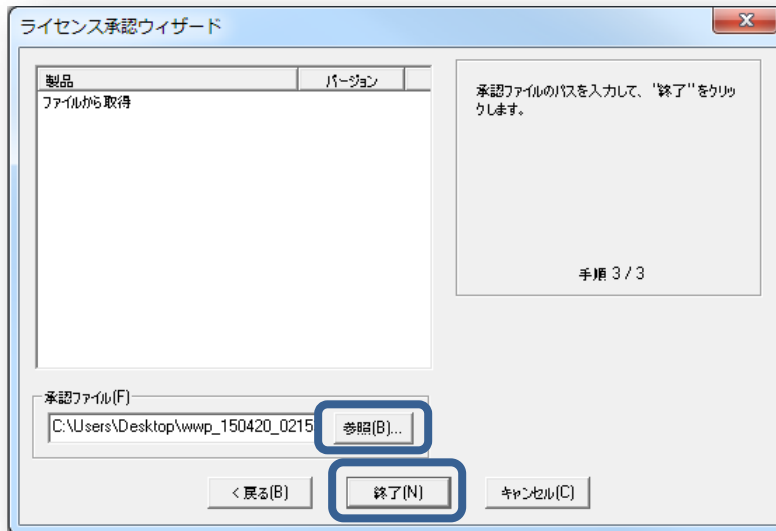 ライセンス承認ウィザード
製品 バージョン
ファイルから取得
承認ファイルのパスを入力して、"終了"をクリッ
クします。
手順 3 / 3
承認ファイル(F)
C:\Users\Desktop\wwp_150420_0215
参照(B)...
< 戻る(B)
終了(N)
キャンセル(C)